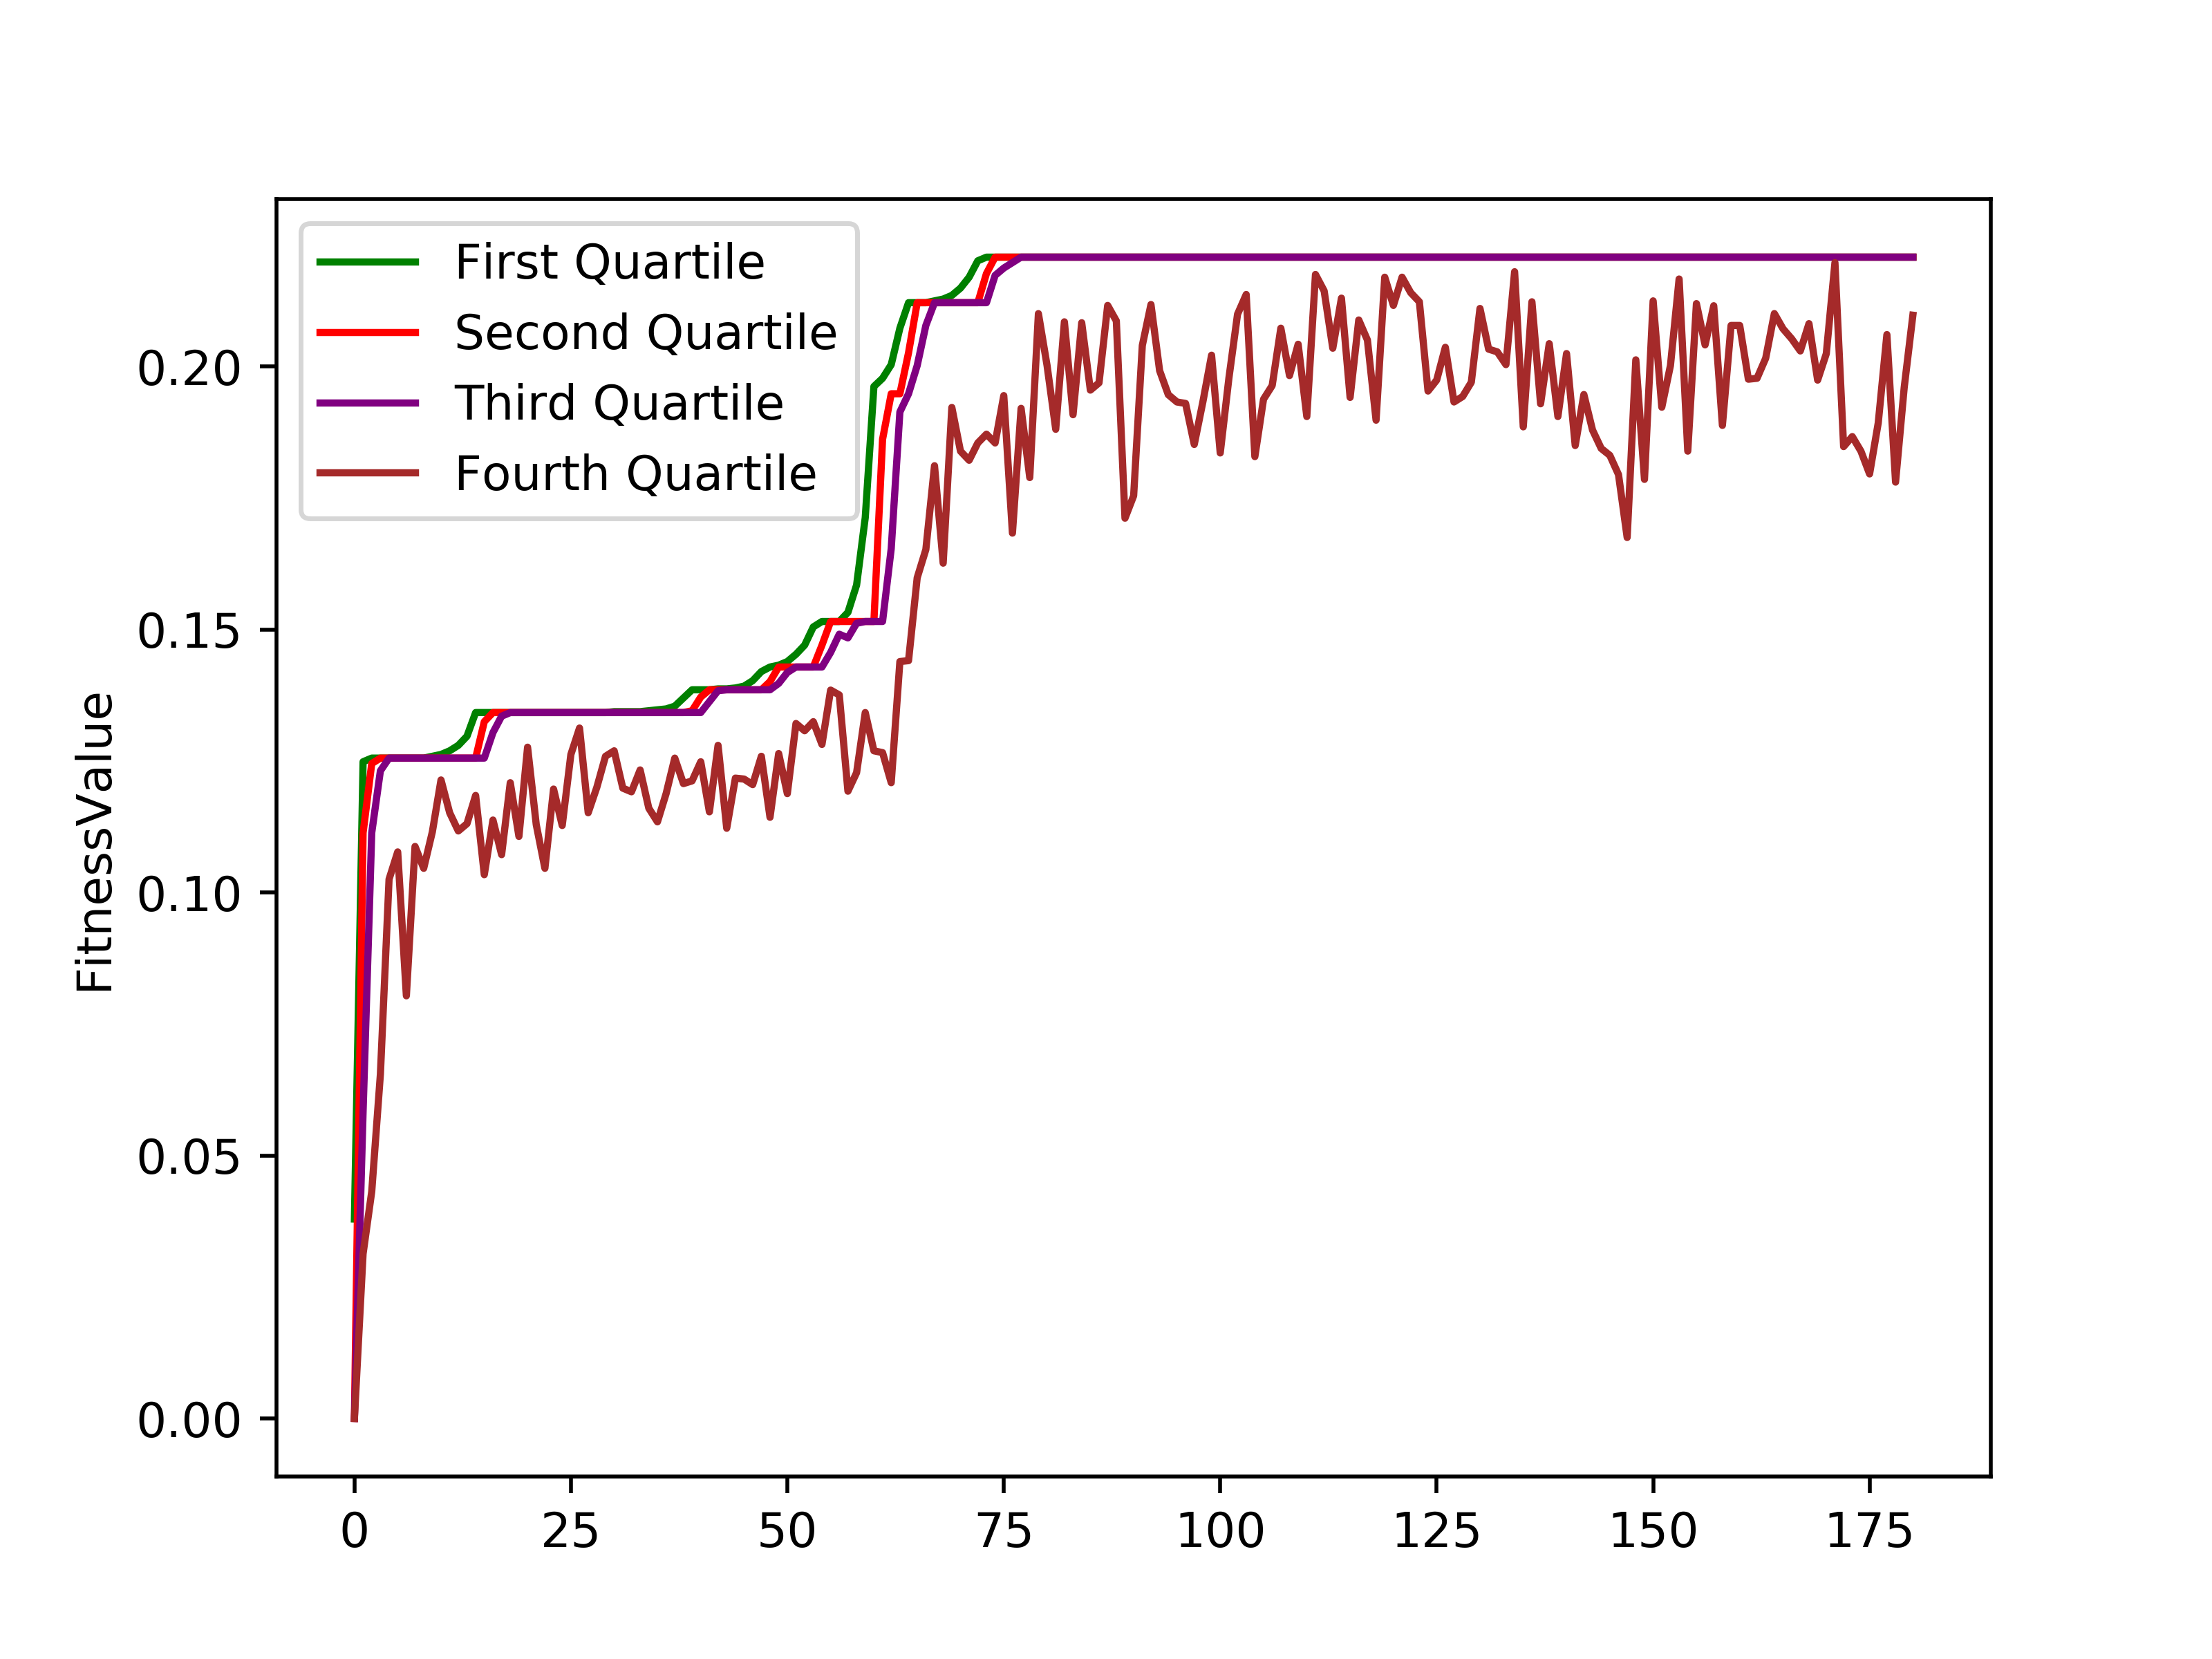 First Quartile
Second Quartile
Third Quartile
Fourth Quartile
FitnessValue
0.20
0.15
0.10
0.05
0.00
0 25 50 75 100 125 150 175